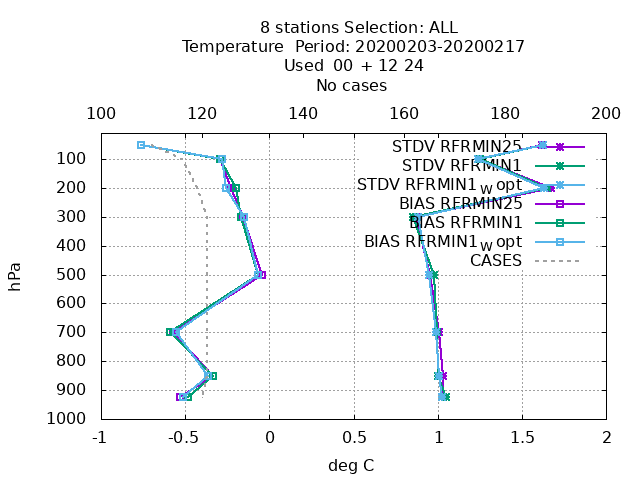 8 stations Selection: ALL
Temperature Period: 20200203-20200217
Used 00 + 12 24
No cases
100 120 140 160 180 200
STDV RFRMIN25
100
STDV RFRMIN1
200
STDV RFRMIN1w opt
BIAS RFRMIN25
300
BIAS RFRMIN1
400
BIAS RFRMIN1w opt
CASES
500
hPa
600
700
800
900
1000
-1 -0.5 0 0.5 1 1.5 2
deg C